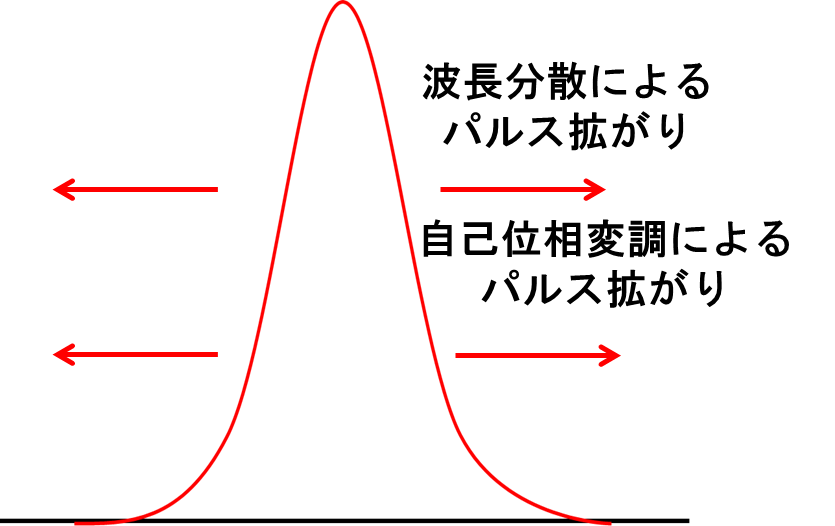 波長分散による
パルス拡がり
自己位相変調による
パルス拡がり